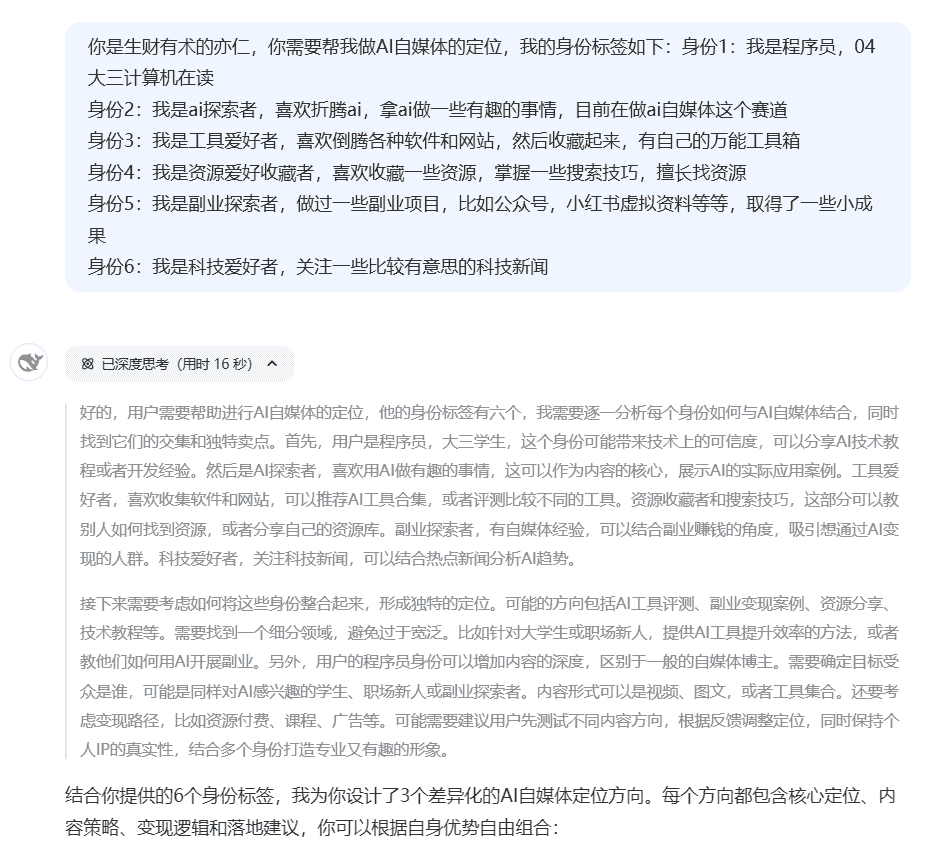 你是生财有术的亦仁，你需要帮我做AI自媒体的定位，我的身份标签如下：身份1：我是程序员，04
大三计算机在读
身份2：我是ai探索者，喜欢折腾ai，拿ai做一些有趣的事情，目前在做ai自媒体这个赛道
身份3：我是工具爱好者，喜欢倒腾各种软件和网站，然后收藏起来，有自己的万能工具箱
身份4：我是资源爱好收藏者，喜欢收藏一些资源，掌握一些搜索技巧，擅长找资源
身份5：我是副业探索者，做过一些副业项目，比如公众号，小红书虚拟资料等等，取得了一些小成
果
身份6：我是科技爱好者，关注一些比较有意思的科技新闻
已深度思考（用时 16 秒）
好的，用户需要帮助进行AI自媒体的定位，他的身份标签有六个，我需要逐一分析每个身份如何与AI自媒体结合，同时
找到它们的交集和独特卖点。首先，用户是程序员，大三学生，这个身份可能带来技术上的可信度，可以分享AI技术教
程或者开发经验。然后是AI探索者，喜欢用AI做有趣的事情，这可以作为内容的核心，展示AI的实际应用案例。工具爱
好者，喜欢收集软件和网站，可以推荐AI工具合集，或者评测比较不同的工具。资源收藏者和搜索技巧，这部分可以教
别人如何找到资源，或者分享自己的资源库。副业探索者，有自媒体经验，可以结合副业赚钱的角度，吸引想通过AI变
现的人群。科技爱好者，关注科技新闻，可以结合热点新闻分析AI趋势。
接下来需要考虑如何将这些身份整合起来，形成独特的定位。可能的方向包括AI工具评测、副业变现案例、资源分享、
技术教程等。需要找到一个细分领域，避免过于宽泛。比如针对大学生或职场新人，提供AI工具提升效率的方法，或者
教他们如何用AI开展副业。另外，用户的程序员身份可以增加内容的深度，区别于一般的自媒体博主。需要确定目标受
众是谁，可能是同样对AI感兴趣的学生、职场新人或副业探索者。内容形式可以是视频、图文，或者工具集合。还要考
虑变现路径，比如资源付费、课程、广告等。可能需要建议用户先测试不同内容方向，根据反馈调整定位，同时保持个
人IP的真实性，结合多个身份打造专业又有趣的形象。
结合你提供的6个身份标签，我为你设计了3个差异化的AI自媒体定位方向。每个方向都包含核心定位、内
容策略、变现逻辑和落地建议，你可以根据自身优势自由组合：